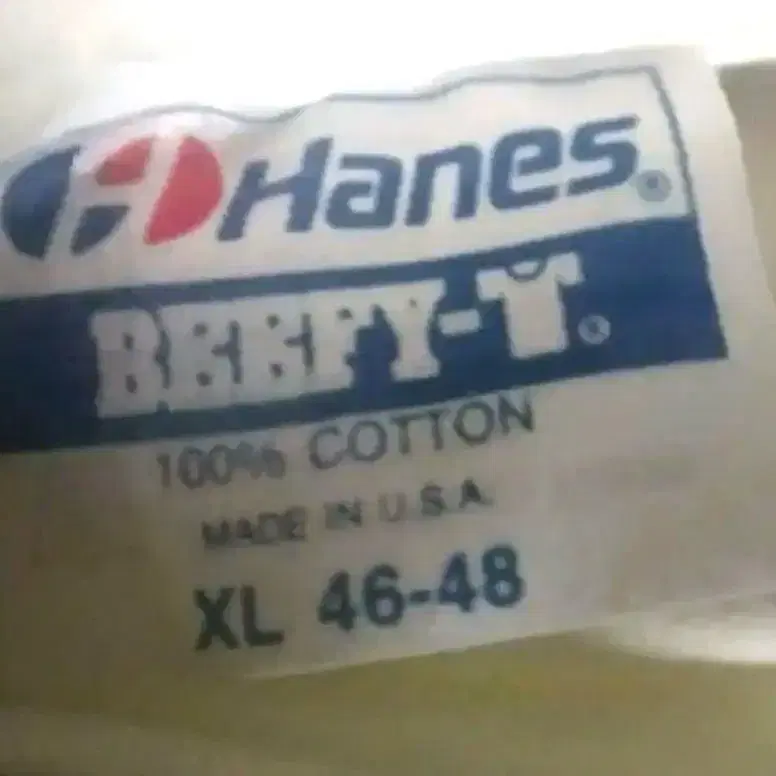 Hanes®
BEEFY-T®
100% COTTON
MADE IN U.S.A.
XL 46-48